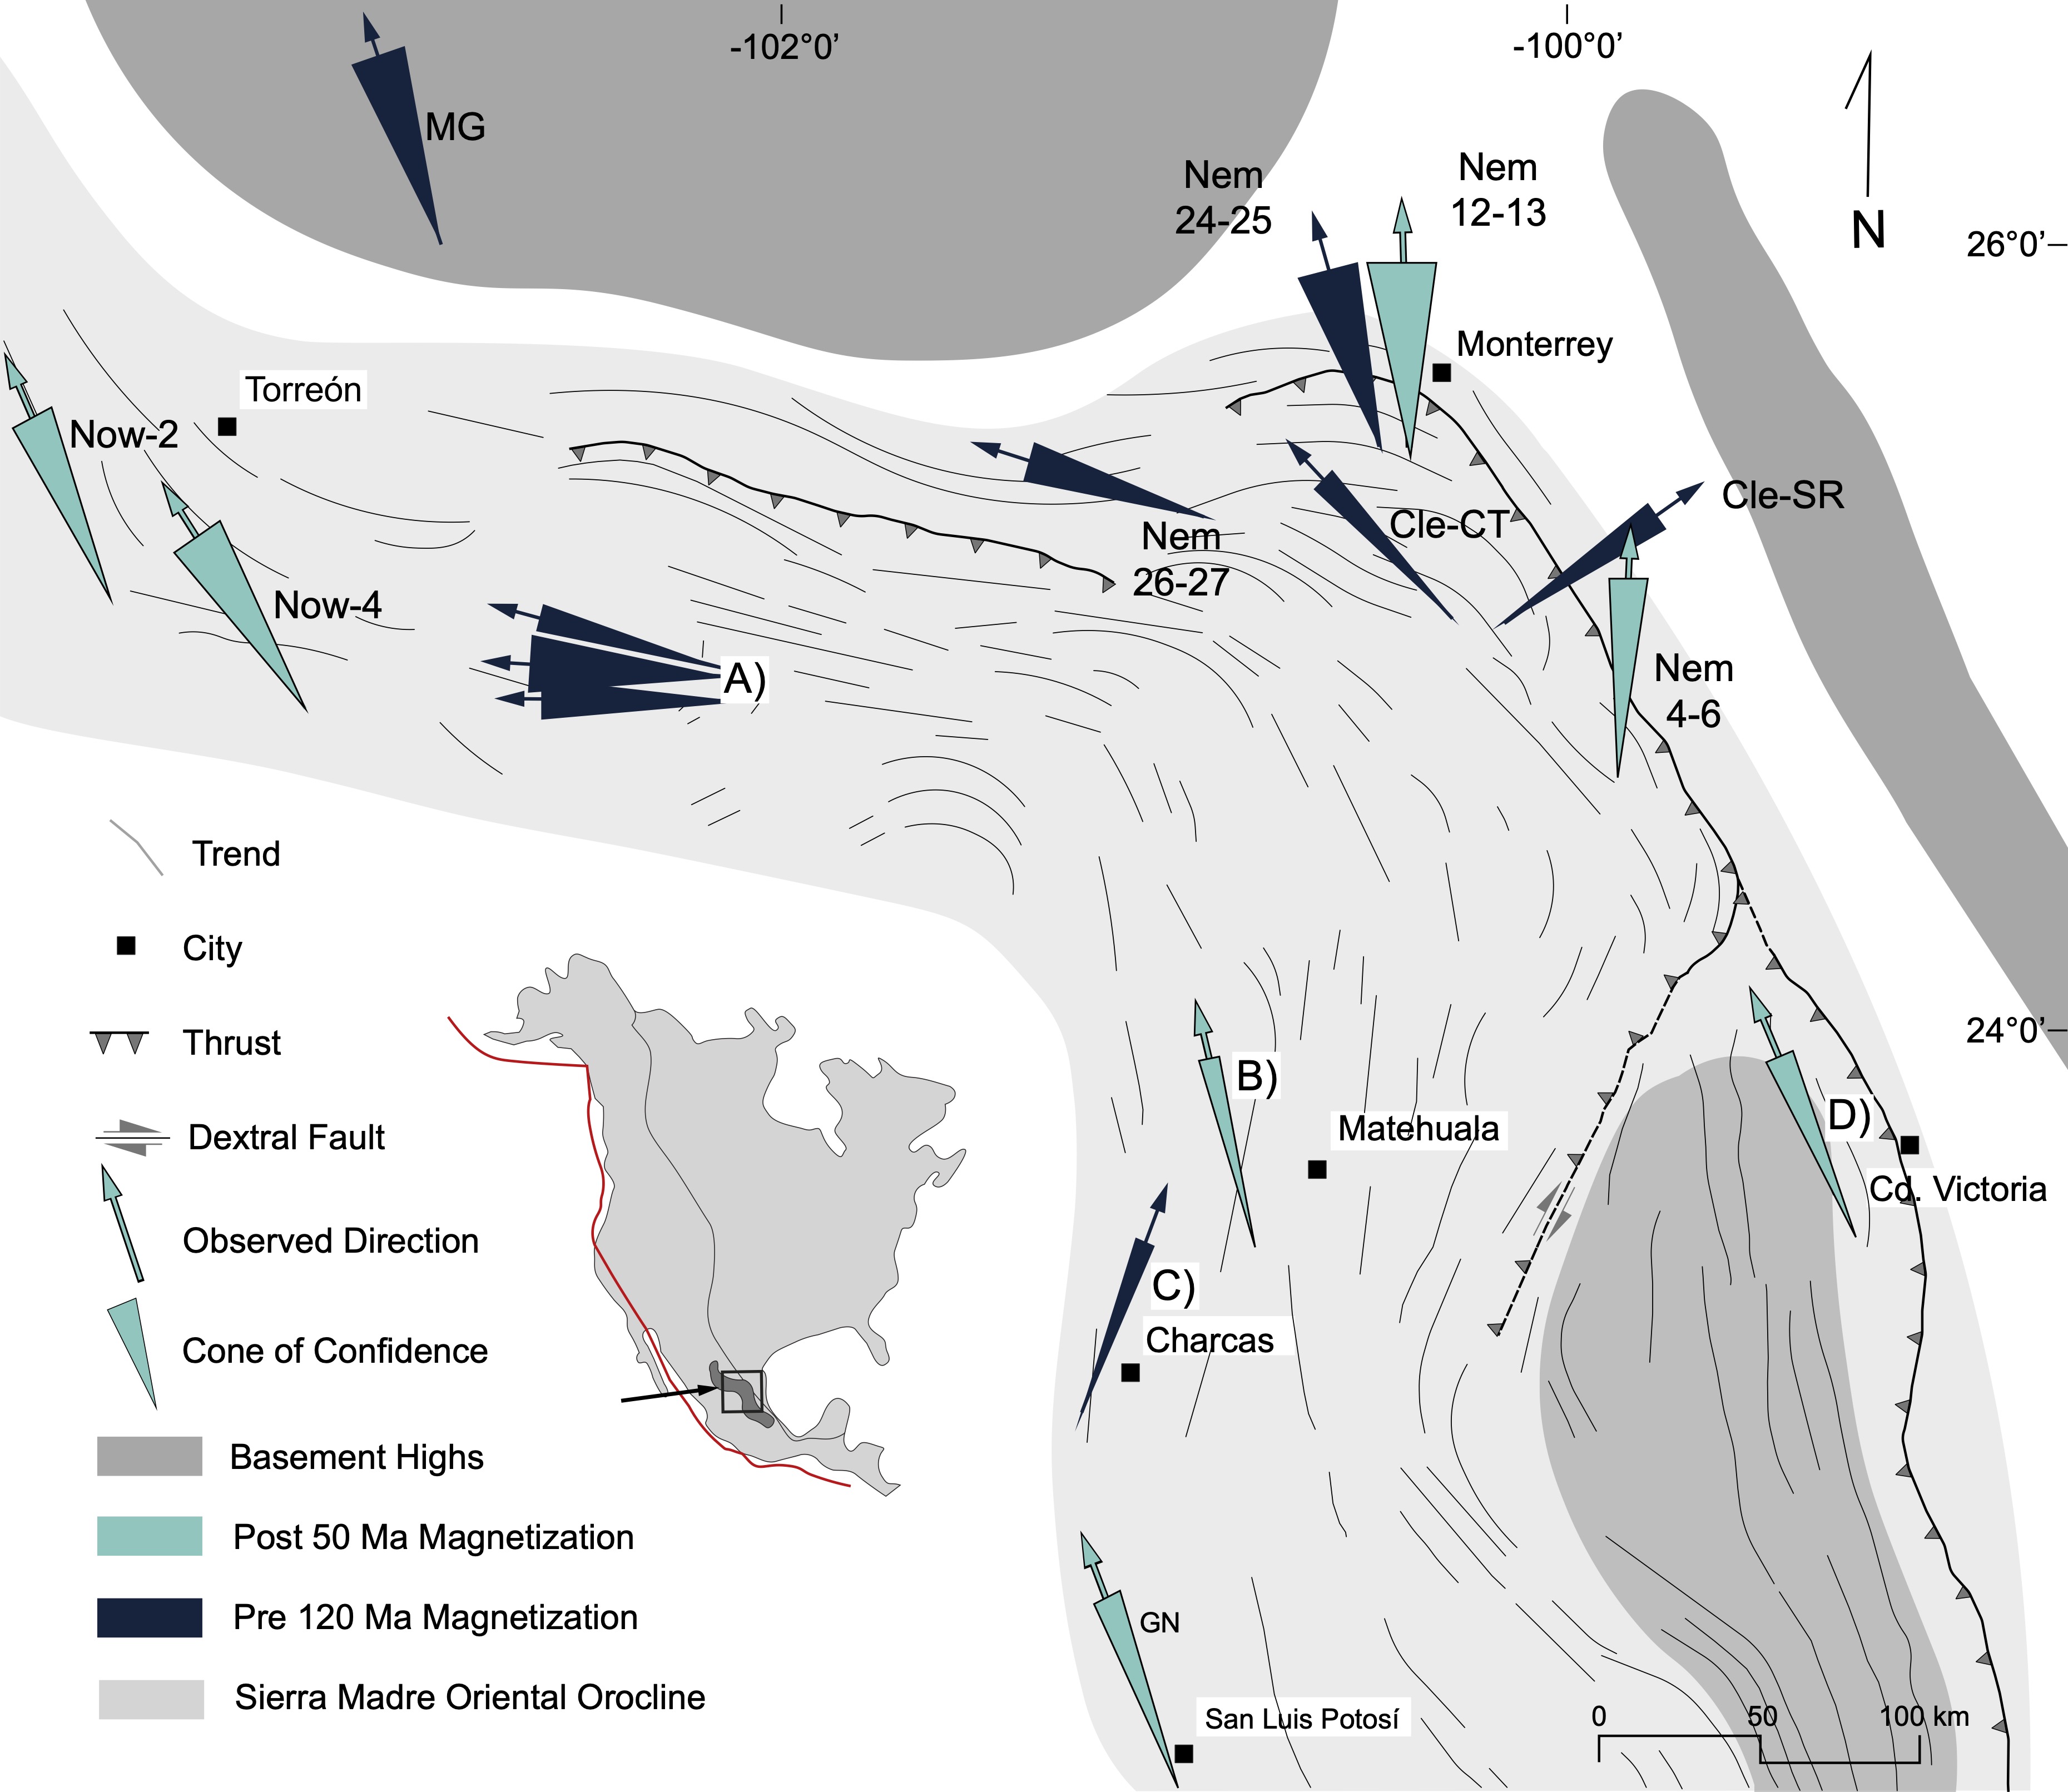 -102°0’
-100°0’
MG
Nem
24-25
Nem
12-13
N
26°0’
Monterrey
Torreón
Now-2
Cle-SR
Cle-CT
Nem
26-27
Now-4
A)
Nem
4-6
Trend
City
Thrust
Dextral Fault
Observed Direction
Cone of Confidence
Basement Highs
Post 50 Ma Magnetization
Pre 120 Ma Magnetization
Sierra Madre Oriental Orocline
24°0’
B)
Matehuala
D)
Cd. Victoria
C)
Charcas
GN
San Luis Potosí
0 50 100 km